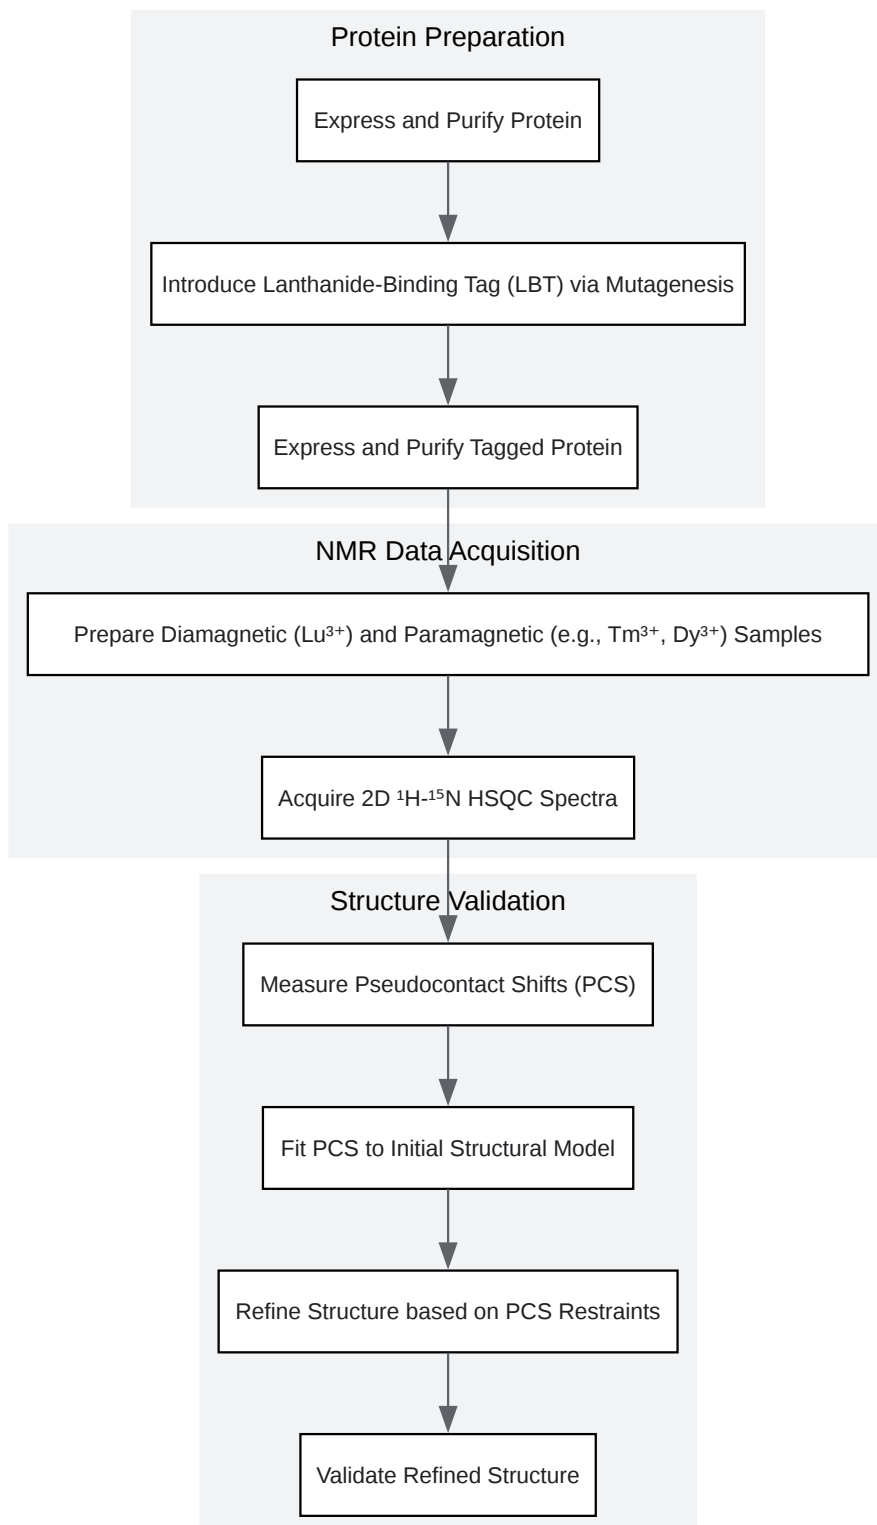 Protein Preparation
Express and Purify Protein
Introduce Lanthanide-Binding Tag (LBT) via Mutagenesis
Express and Purify Tagged Protein
NMR Data Acquisition
Prepare Diamagnetic (Lu³⁺) and Paramagnetic (e.g., Tm³⁺, Dy³⁺) Samples
Acquire 2D ¹H-¹⁵N HSQC Spectra
Structure Validation
Measure Pseudocontact Shifts (PCS)
Fit PCS to Initial Structural Model
Refine Structure based on PCS Restraints
Validate Refined Structure